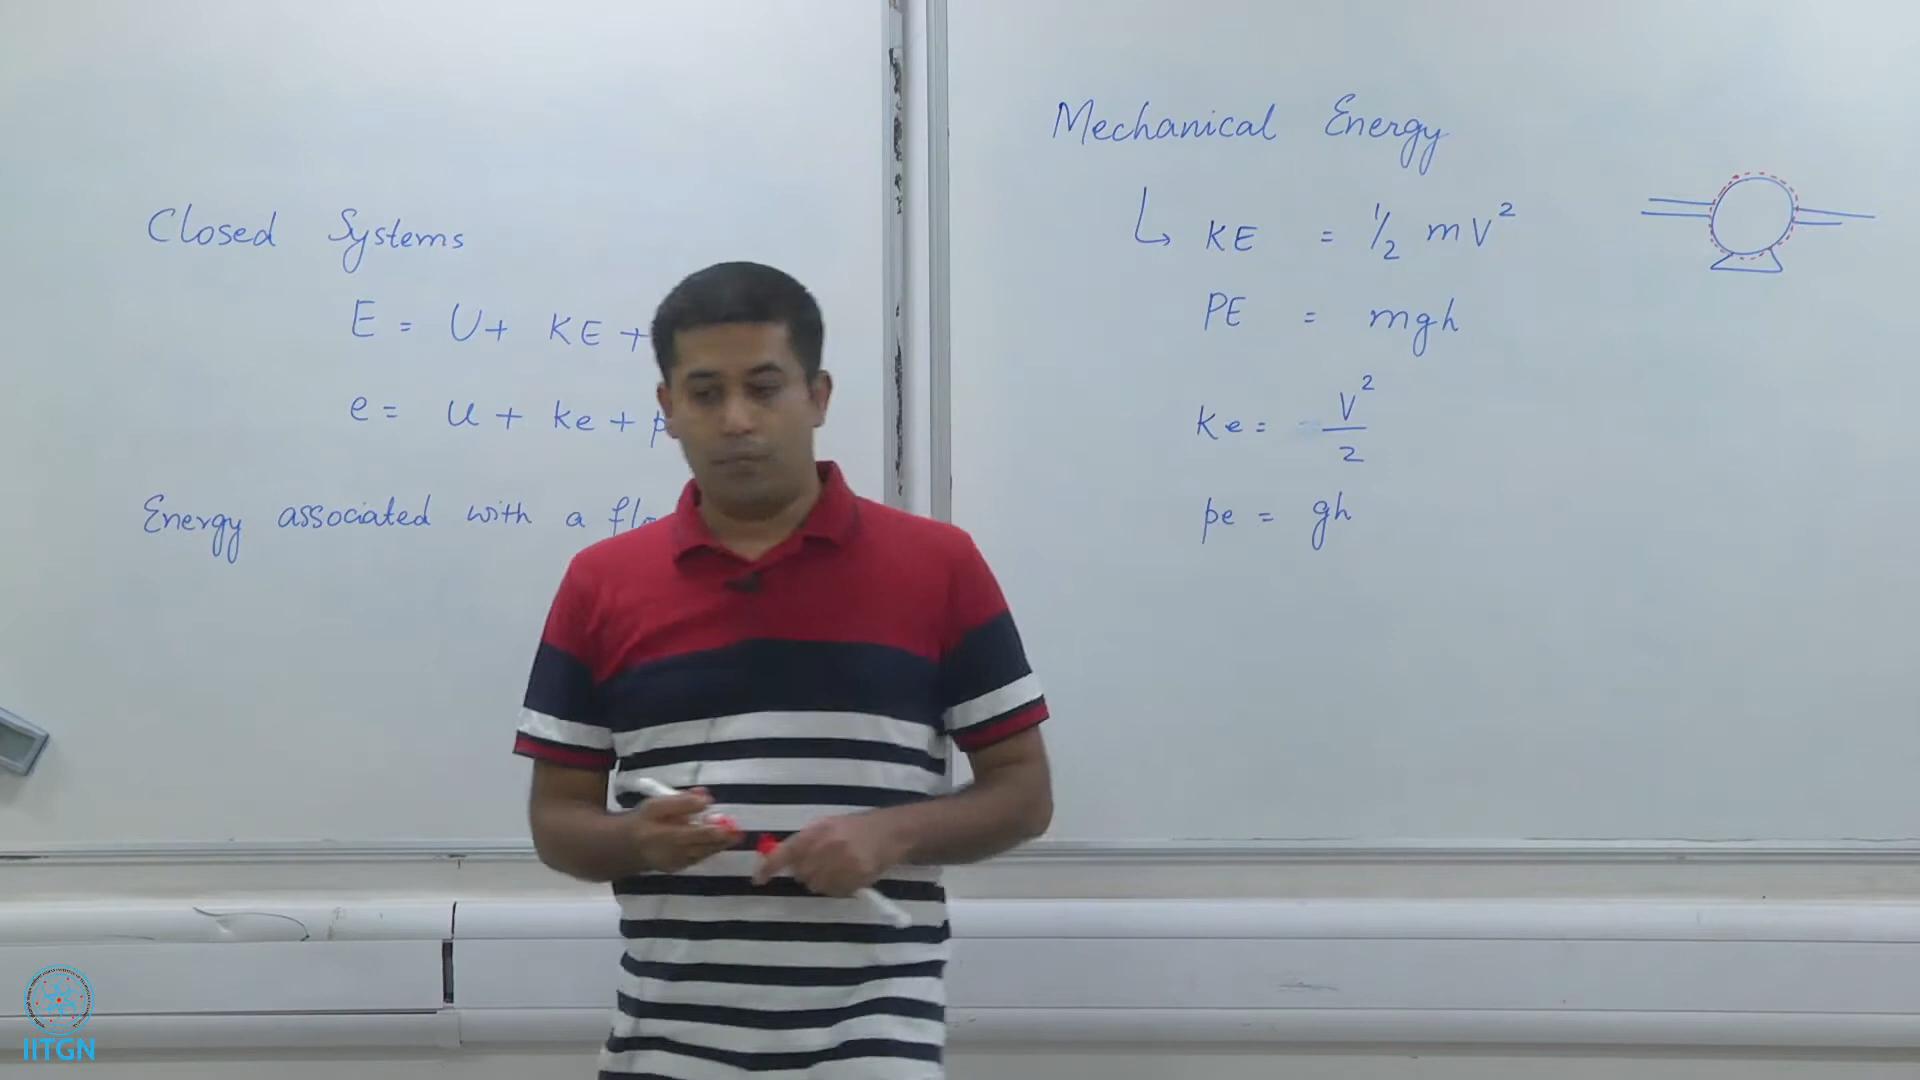 Closed Systems
E = U + KE +
e = u + ke + p
Energy associated with a flo
Mechanical Energy
↳ KE = 1/2 mV²
PE = mgh
ke = V²/2
pe = gh
IITGN